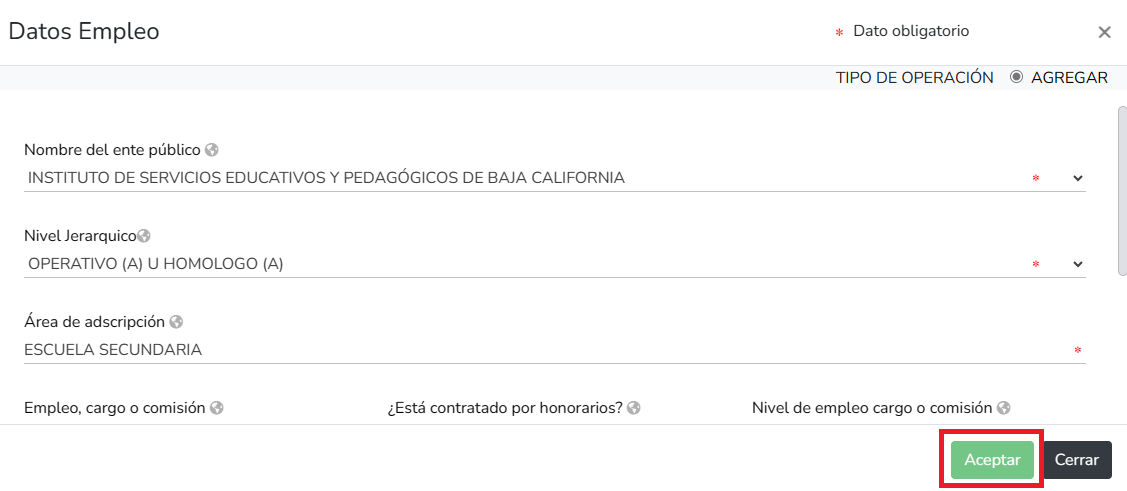 Datos Empleo
* Dato obligatorio
×
TIPO DE OPERACIÓN AGREGAR
Nombre del ente público
INSTITUTO DE SERVICIOS EDUCATIVOS Y PEDAGÓGICOS DE BAJA CALIFORNIA *
Nivel Jerarquico
OPERATIVO (A) U HOMOLOGO (A) *
Área de adscripción
ESCUELA SECUNDARIA *
Empleo, cargo o comisión ¿Está contratado por honorarios? Nivel de empleo cargo o comisión
Aceptar Cerrar